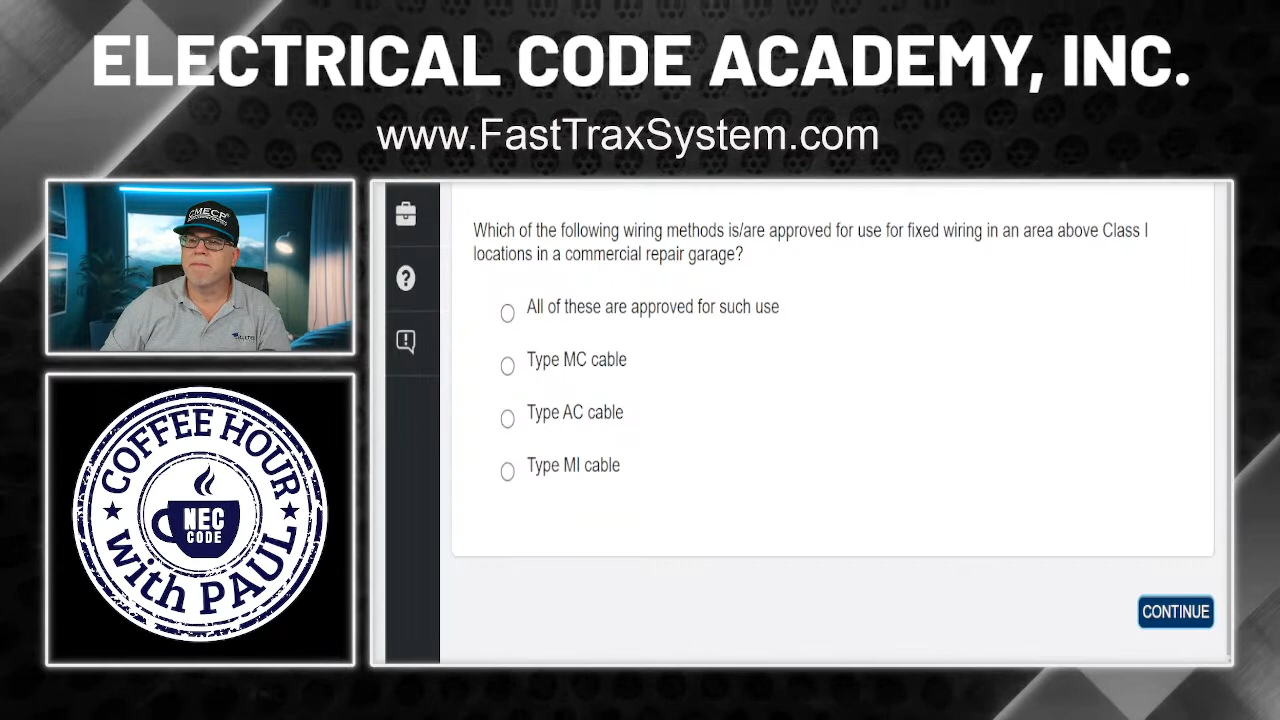 ELECTRICAL CODE ACADEMY, INC.
www.FastTraxSystem.com
CMECP
COFFEE HOUR
NEC
CODE
with PAUL
Which of the following wiring methods is/are approved for use for fixed wiring in an area above Class I
locations in a commercial repair garage?
All of these are approved for such use
Type MC cable
Type AC cable
Type MI cable
CONTINUE